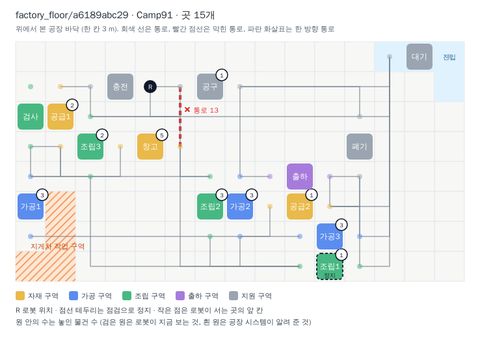 factory_floor/a6189abc29 · Camp91 · 곳 15개
위에서 본 공장 바닥 (한 칸 3 m). 회색 선은 통로, 빨간 점선은 막힌 통로, 파란 화살표는 한 방향 통로
대기
진입
충전
R
공구
1
✖ 통로 13
검사
공급1
2
조립3
2
창고
5
폐기
출하
가공1
3
조립2
3
가공2
3
공급2
1
가공3
3
지게차 작업 구역
조립1
1
자재 구역
가공 구역
조립 구역
출하 구역
지원 구역
R 로봇 위치 · 점선 테두리는 점검으로 정지 · 작은 점은 로봇이 서는 곳의 앞 칸
원 안의 수는 놓인 물건 수 (검은 원은 로봇이 지금 보는 것, 흰 원은 공장 시스템이 알려 준 것)